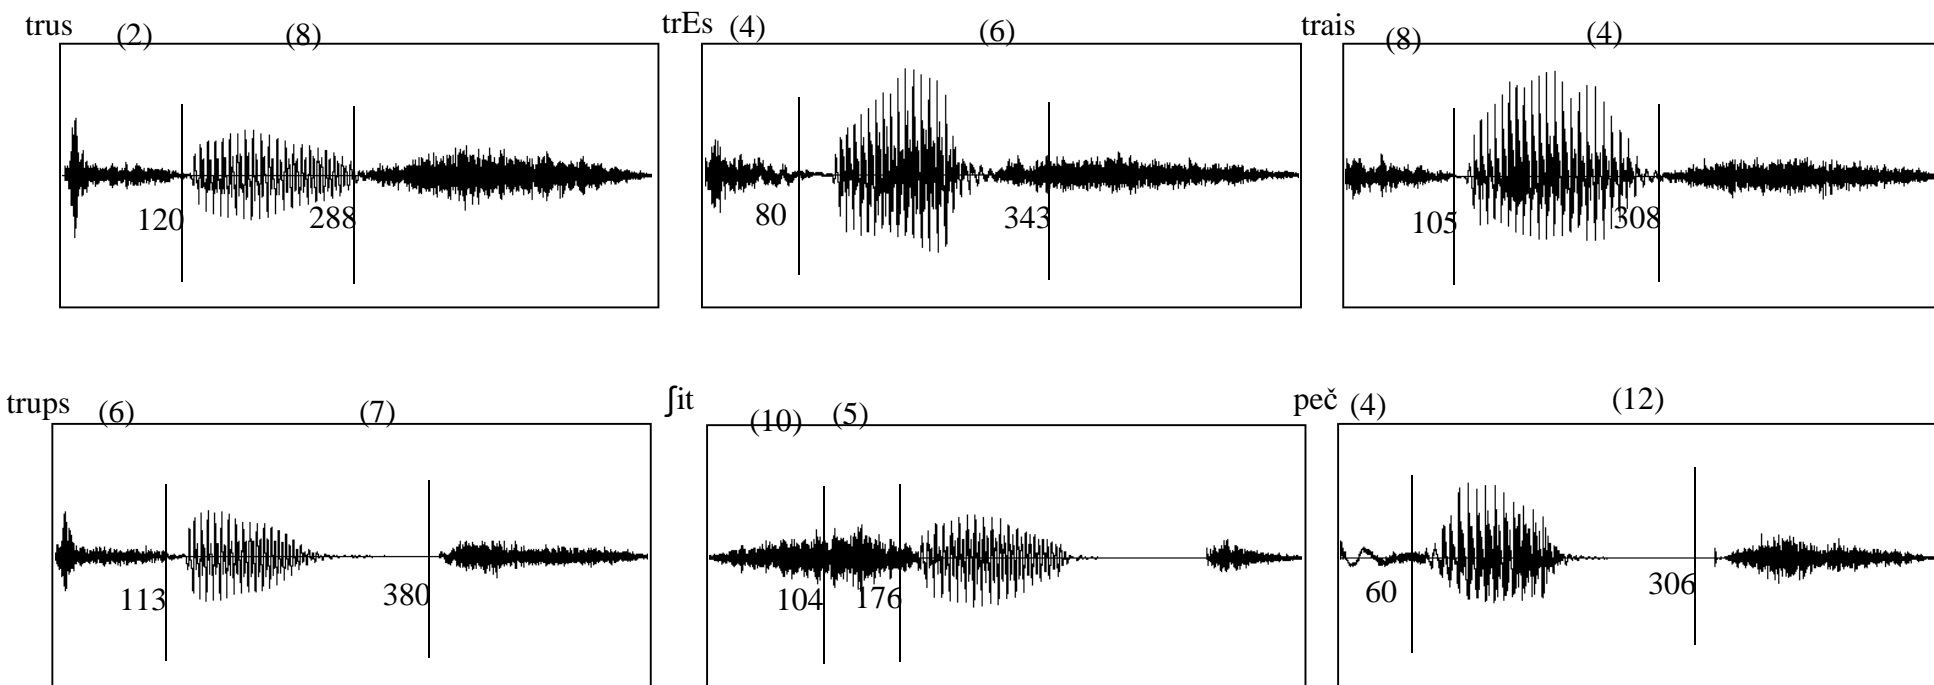 trus (2) (8)
120 288
trEs (4) (6)
80 343
trais (8) (4)
105 308
trups (6) (7)
113 380
ʃit (10) (5)
104 176
peč (4) (12)
60 306